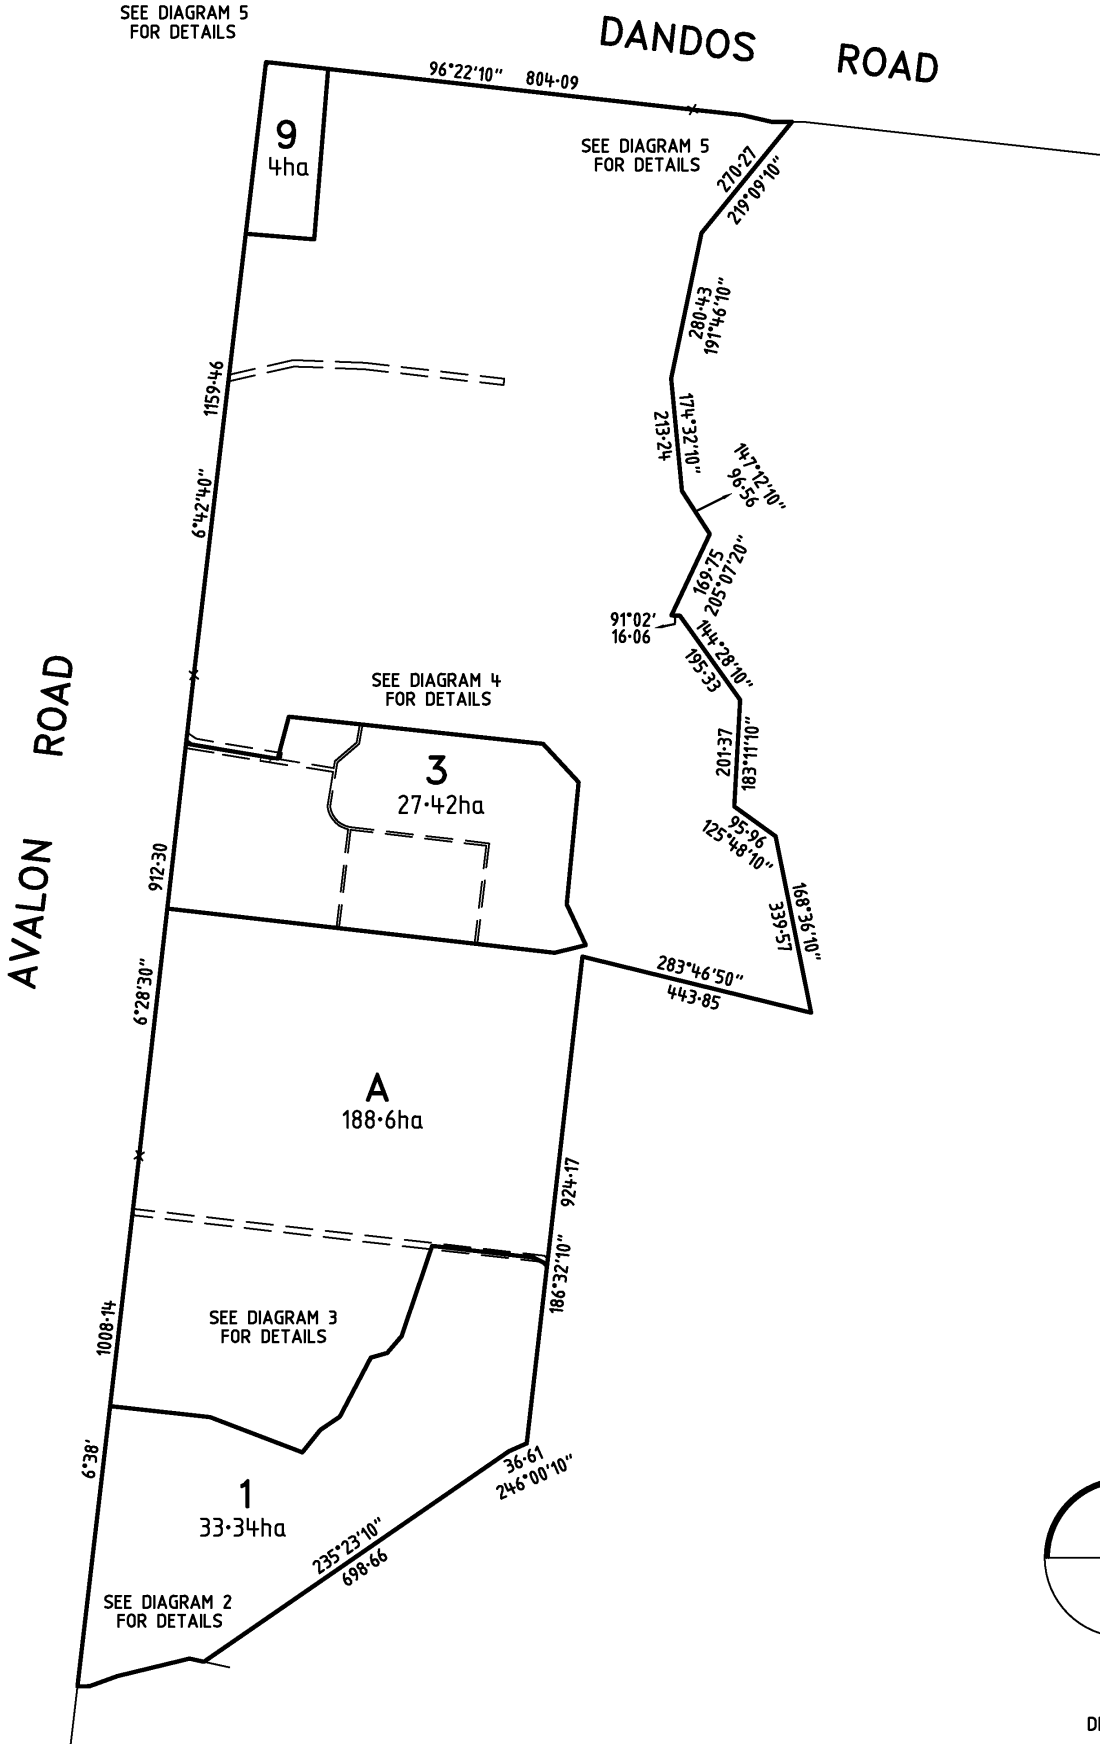 SEE DIAGRAM 5
FOR DETAILS
DANDOS ROAD
96°22'10" 804·09
9
4ha
SEE DIAGRAM 5
FOR DETAILS
270·27
219°09'10"
280·43
191°46'10"
1159·46
6°42'40"
174°32'10"
213·24
147°12'10"
96·56
169·75
205°07'20"
91°02'
16·06
144°28'10"
195·33
AVALON ROAD
SEE DIAGRAM 4
FOR DETAILS
3
27·42ha
201·37
183°11'10"
95·96
125°48'10"
912·30
6°28'30"
168°36'10"
339·57
283°46'50"
443·85
A
188·6ha
924·17
186°32'10"
1008·14
6°38'
SEE DIAGRAM 3
FOR DETAILS
1
33·34ha
36·61
246°00'10"
235°23'10"
698·66
SEE DIAGRAM 2
FOR DETAILS